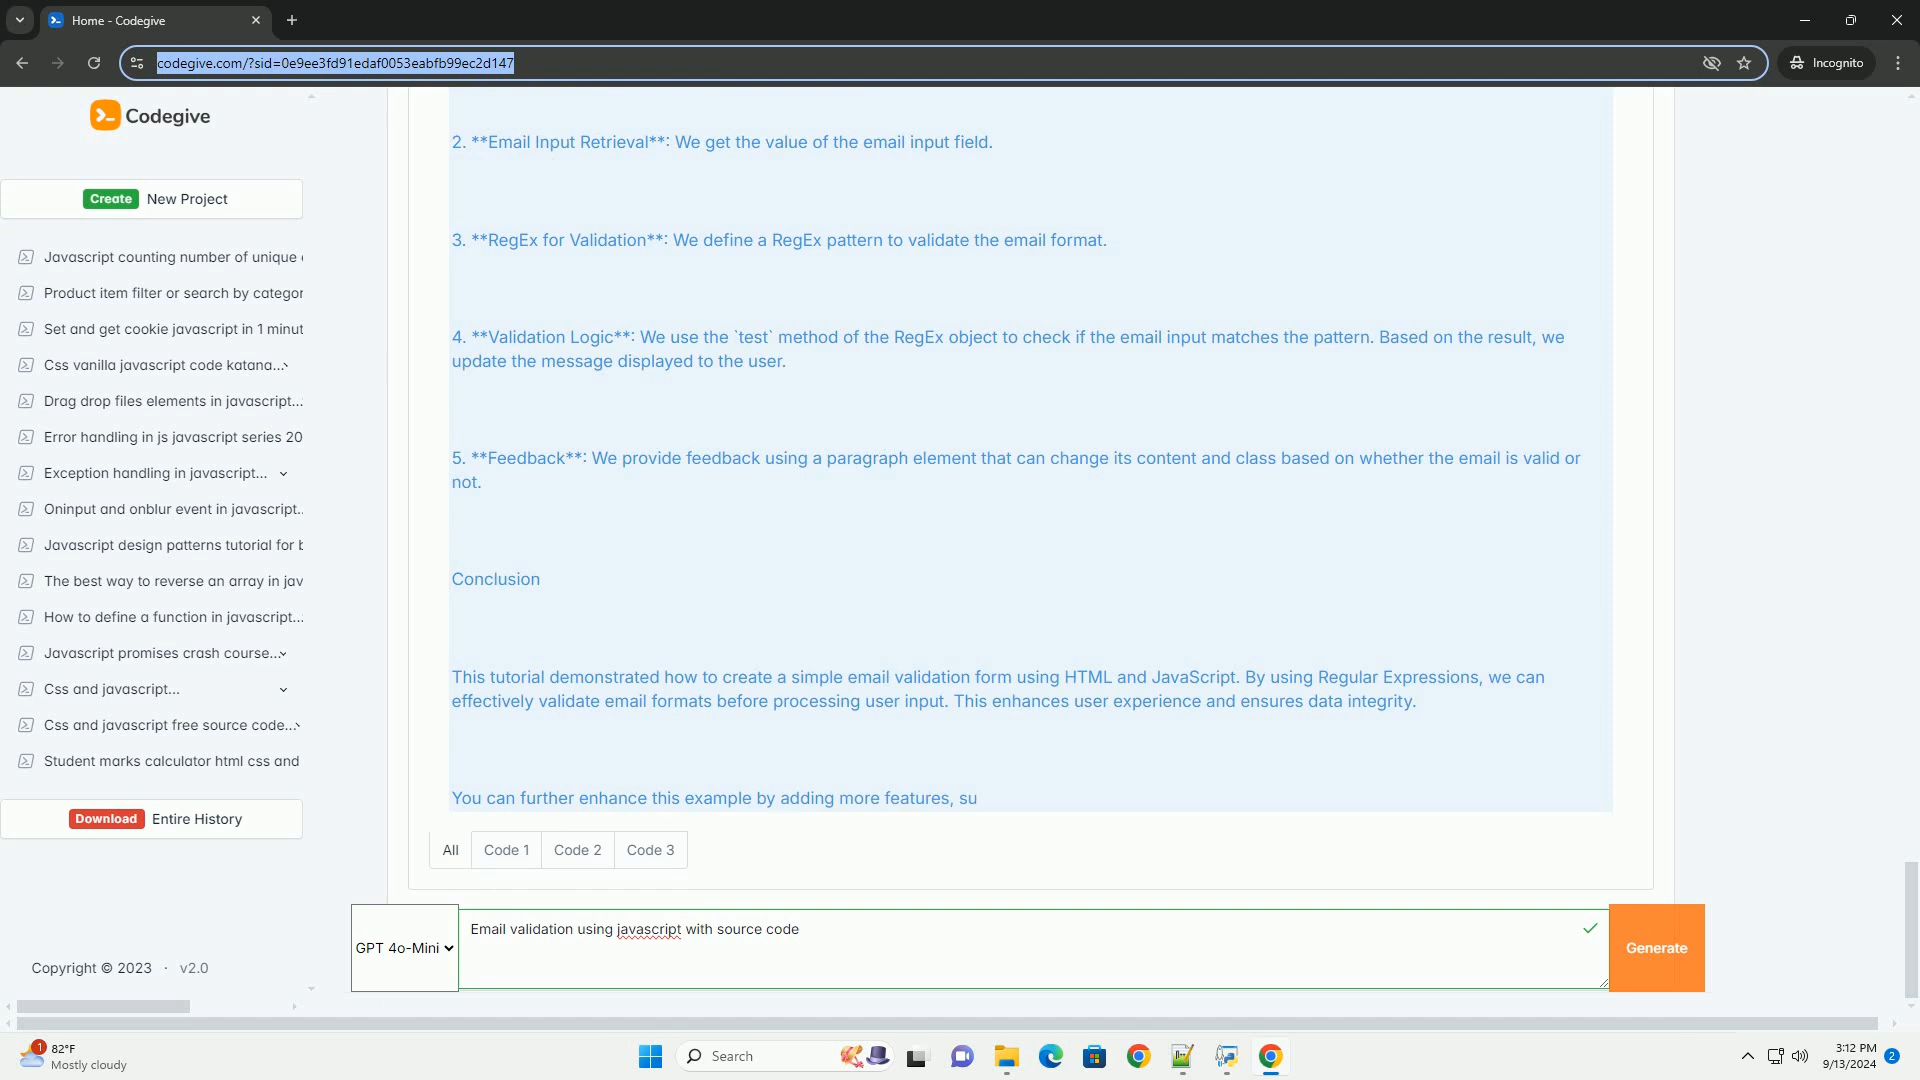 Home - Codegive
codegive.com/?sid=0e9ee3fd91edaf0053eabfb99ec2d147
Incognito
Codegive
Create New Project
Javascript counting number of unique
Product item filter or search by categor
Set and get cookie javascript in 1 minut
Css vanilla javascript code katana...
Drag drop files elements in javascript...
Error handling in js javascript series 20
Exception handling in javascript...
Oninput and onblur event in javascript..
Javascript design patterns tutorial for b
The best way to reverse an array in jav
How to define a function in javascript...
Javascript promises crash course...
Css and javascript...
Css and javascript free source code...
Student marks calculator html css and
Download Entire History
Copyright © 2023 · v2.0
2. **Email Input Retrieval**: We get the value of the email input field.
3. **RegEx for Validation**: We define a RegEx pattern to validate the email format.
4. **Validation Logic**: We use the `test` method of the RegEx object to check if the email input matches the pattern. Based on the result, we
update the message displayed to the user.
5. **Feedback**: We provide feedback using a paragraph element that can change its content and class based on whether the email is valid or
not.
Conclusion
This tutorial demonstrated how to create a simple email validation form using HTML and JavaScript. By using Regular Expressions, we can
effectively validate email formats before processing user input. This enhances user experience and ensures data integrity.
You can further enhance this example by adding more features, su
All Code 1 Code 2 Code 3
GPT 4o-Mini
Email validation using javascript with source code
Generate
1
82°F
Mostly cloudy
Search
3:12 PM
9/13/2024
2